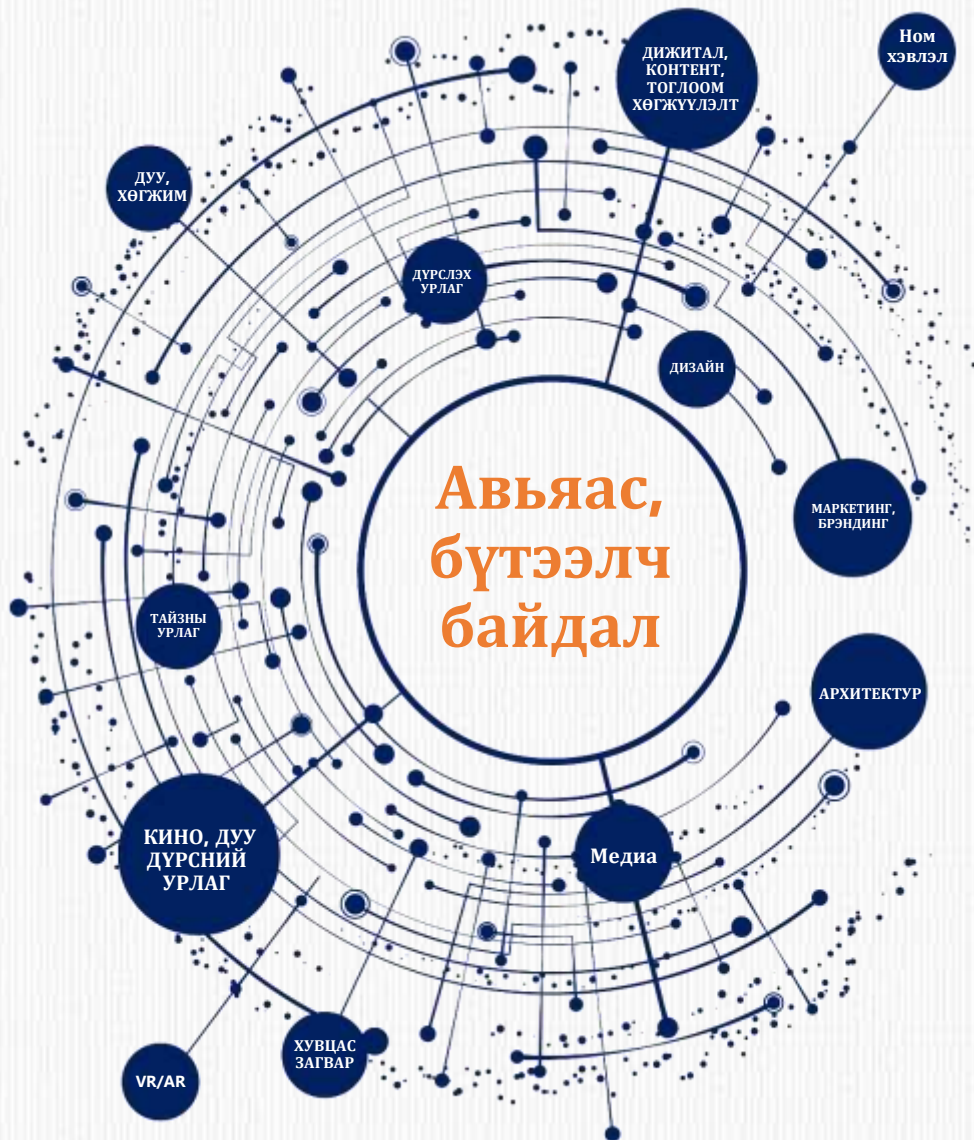 Ном
хэвлэл
ДИЖИТАЛ,
КОНТЕНТ,
ТОГЛООМ
ХӨГЖҮҮЛЭЛТ
ДУУ,
ХӨГЖИМ
ДҮРСЛЭХ
УРЛАГ
ДИЗАЙН
Авьяас,
бүтээлч
байдал
МАРКЕТИНГ,
БРЭНДИНГ
ТАЙЗНЫ
УРЛАГ
АРХИТЕКТУР
КИНО, ДУУ
ДҮРСНИЙ
УРЛАГ
Медиа
ХУВЦАС
ЗАГВАР
VR/AR